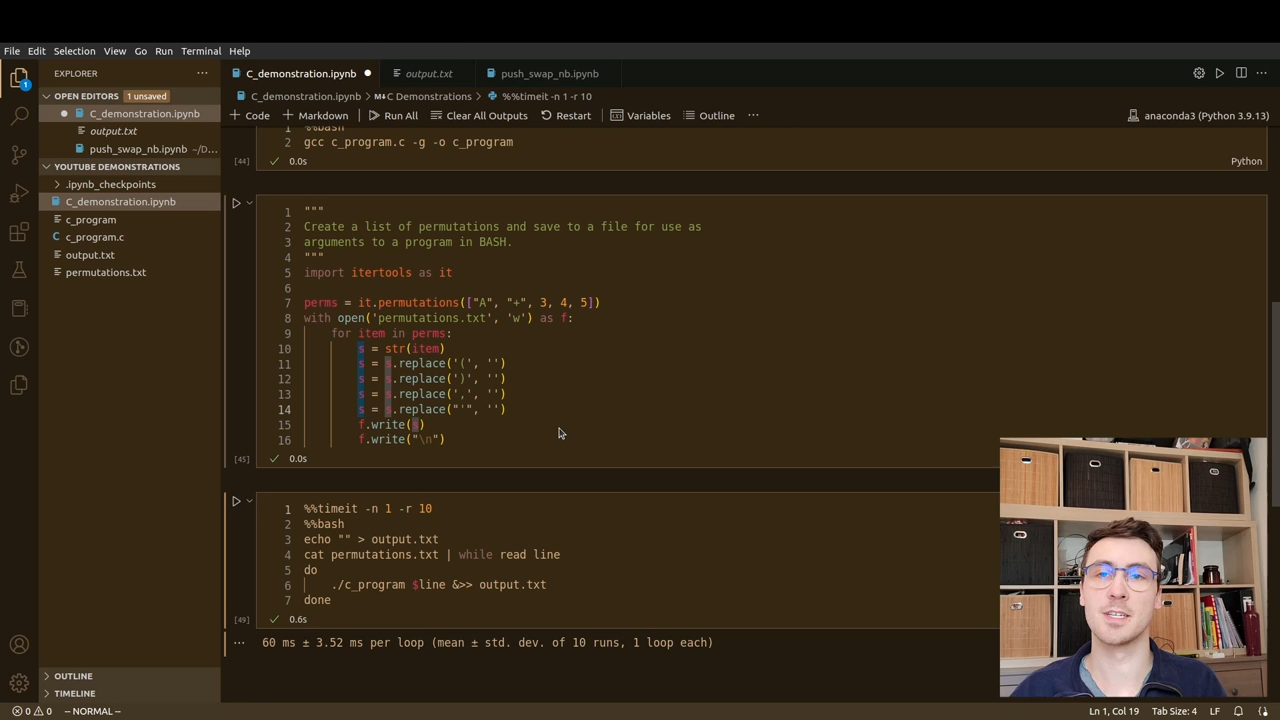 File Edit Selection View Go Run Terminal Help
EXPLORER
OPEN EDITORS 1 unsaved
C_demonstration.ipynb
output.txt
push_swap_nb.ipynb ~/D...
YOUTUBE DEMONSTRATIONS
.ipynb_checkpoints
C_demonstration.ipynb
c_program
c_program.c
output.txt
permutations.txt
OUTLINE
TIMELINE
C_demonstration.ipynb output.txt push_swap_nb.ipynb
C_demonstration.ipynb > M↓C Demonstrations > %%timeit -n 1 -r 10
+ Code + Markdown Run All Clear All Outputs Restart Variables Outline ... anaconda3 (Python 3.9.13)
1 %%bash
2 gcc c_program.c -g -o c_program
[44] 0.0s Python
1 """
2 Create a list of permutations and save to a file for use as
3 arguments to a program in BASH.
4 """
5 import itertools as it
6
7 perms = it.permutations(["A", "+", 3, 4, 5])
8 with open('permutations.txt', 'w') as f:
9 for item in perms:
10 s = str(item)
11 s = s.replace('(', '')
12 s = s.replace(')', '')
13 s = s.replace(',', '')
14 s = s.replace("'", '')
15 f.write(s)
16 f.write("\n")
[45] 0.0s
1 %%timeit -n 1 -r 10
2 %%bash
3 echo "" > output.txt
4 cat permutations.txt | while read line
5 do
6 ./c_program $line &>> output.txt
7 done
[49] 0.6s
... 60 ms ± 3.52 ms per loop (mean ± std. dev. of 10 runs, 1 loop each)
0 0 -- NORMAL -- Ln 1, Col 19 Tab Size: 4 LF